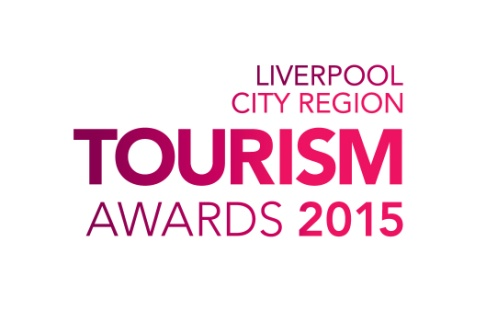 LIVERPOOL
CITY REGION
TOURISM
AWARDS 2015